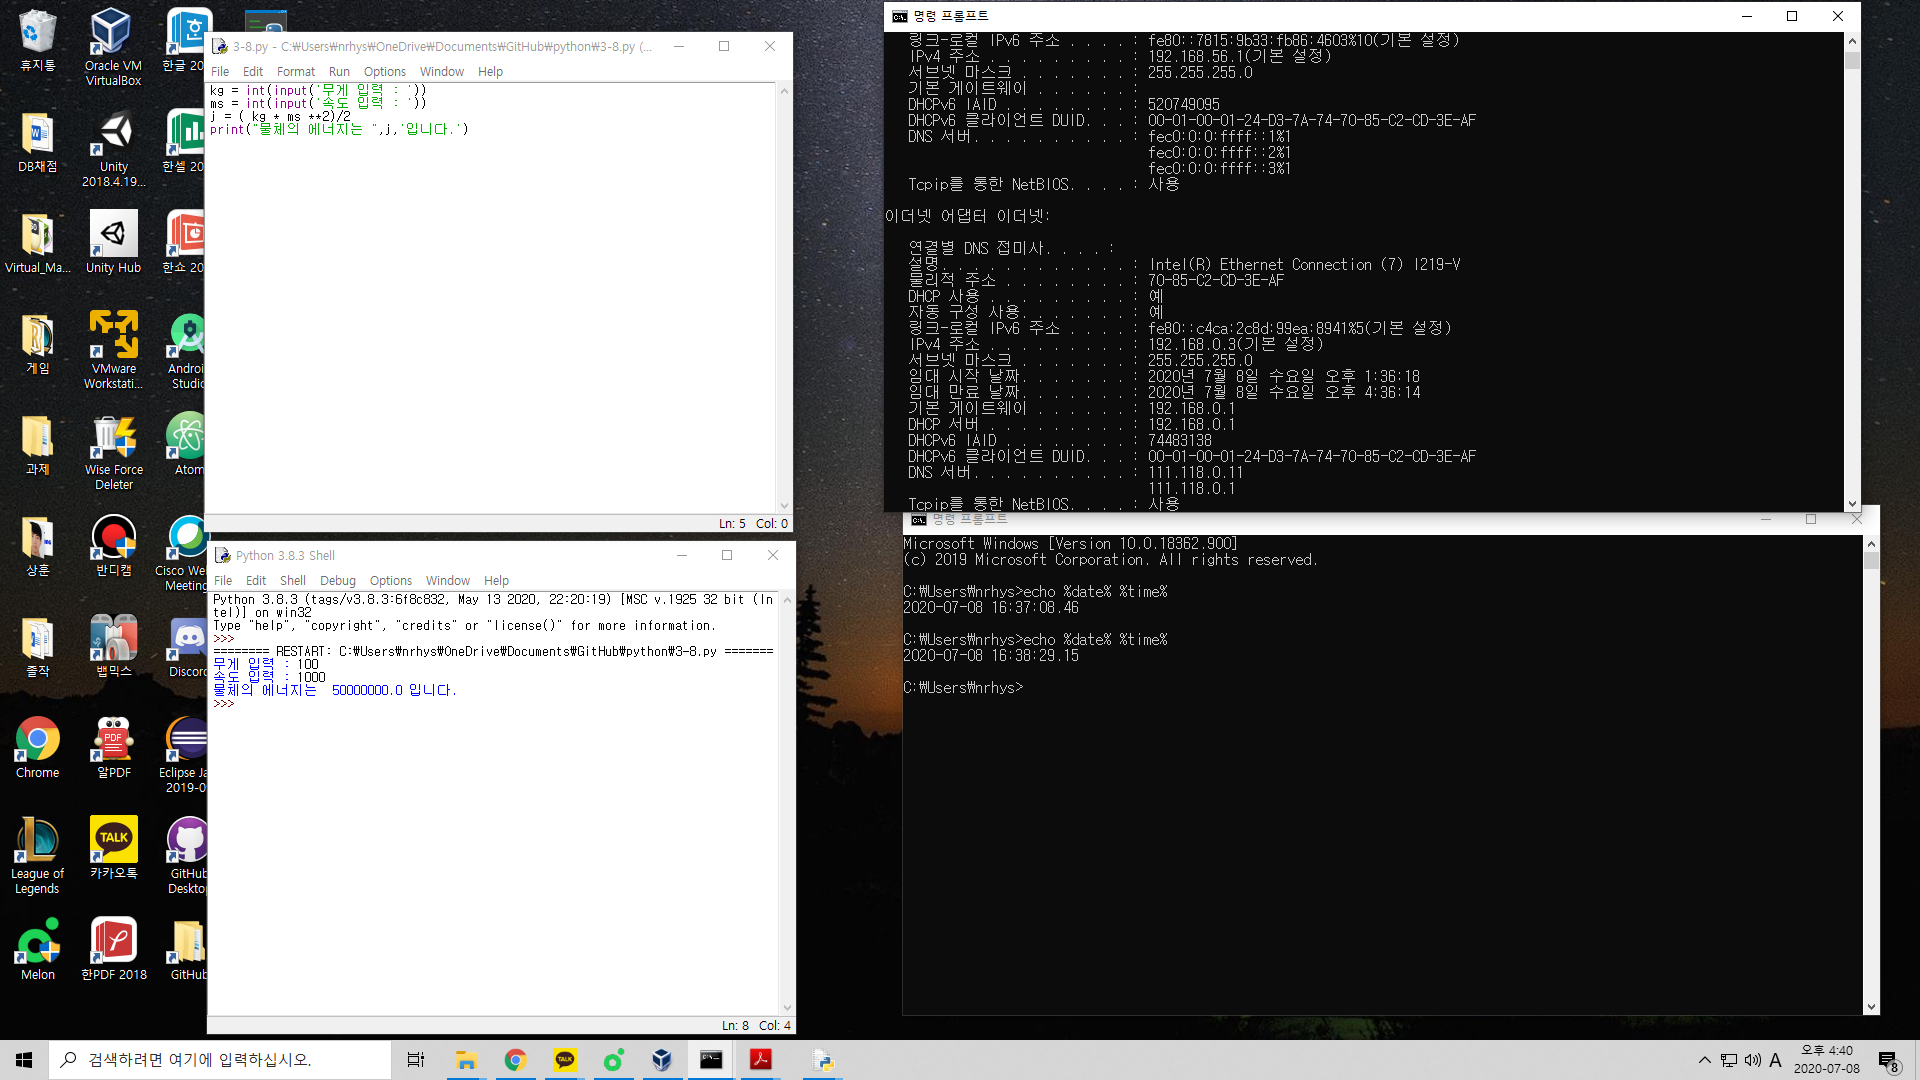 휴지통
Oracle VM
VirtualBox
한글 20
DB채점
Unity
2018.4.19...
한셀 20
Virtual_Ma...
Unity Hub
한쇼 20
게임
VMware
Workstati...
Androi
Studi
과제
Wise Force
Deleter
Atom
상훈
반디캠
Cisco We
Meeting
졸작
뱁믹스
Discord
Chrome
알PDF
Eclipse Ja
2019-0
League of
Legends
카카오톡
GitHub
Deskto
Melon
한PDF 2018
GitHub
3-8.py - C:₩Users₩nrhys₩OneDrive₩Documents₩GitHub₩python₩3-8.py (...
File Edit Format Run Options Window Help
kg = int(input('무게 입력 : '))
ms = int(input('속도 입력 : '))
j = ( kg * ms **2)/2
print("물체의 에너지는 ",j,'입니다.')
Ln: 5 Col: 0
Python 3.8.3 Shell
File Edit Shell Debug Options Window Help
Python 3.8.3 (tags/v3.8.3:6f8c832, May 13 2020, 22:20:19) [MSC v.1925 32 bit (In
tel)] on win32
Type "help", "copyright", "credits" or "license()" for more information.
>>>
======== RESTART: C:₩Users₩nrhys₩OneDrive₩Documents₩GitHub₩python₩3-8.py =======
무게 입력 : 100
속도 입력 : 1000
물체의 에너지는  50000000.0 입니다.
>>>
Ln: 8 Col: 4
명령 프롬프트
링크-로컬 IPv6 주소 . . . . : fe80::7815:9b33:fb86:4603%10(기본 설정)
IPv4 주소 . . . . . . . . . : 192.168.56.1(기본 설정)
서브넷 마스크 . . . . . . . : 255.255.255.0
기본 게이트웨이 . . . . . . :
DHCPv6 IAID . . . . . . . . : 520749095
DHCPv6 클라이언트 DUID. . . : 00-01-00-01-24-D3-7A-74-70-85-C2-CD-3E-AF
DNS 서버. . . . . . . . . . : fec0:0:0:ffff::1%1
fec0:0:0:ffff::2%1
fec0:0:0:ffff::3%1
Tcpip를 통한 NetBIOS. . . . : 사용
이더넷 어댑터 이더넷:
연결별 DNS 접미사. . . . :
설명. . . . . . . . . . . . : Intel(R) Ethernet Connection (7) I219-V
물리적 주소 . . . . . . . . : 70-85-C2-CD-3E-AF
DHCP 사용 . . . . . . . . . : 예
자동 구성 사용. . . . . . . : 예
링크-로컬 IPv6 주소 . . . . : fe80::c4ca:2c8d:99ea:8941%5(기본 설정)
IPv4 주소 . . . . . . . . . : 192.168.0.3(기본 설정)
서브넷 마스크 . . . . . . . : 255.255.255.0
임대 시작 날짜. . . . . . . : 2020년 7월 8일 수요일 오후 1:36:18
임대 만료 날짜. . . . . . . : 2020년 7월 8일 수요일 오후 4:36:14
기본 게이트웨이 . . . . . . : 192.168.0.1
DHCP 서버 . . . . . . . . . : 192.168.0.1
DHCPv6 IAID . . . . . . . . : 74483138
DHCPv6 클라이언트 DUID. . . : 00-01-00-01-24-D3-7A-74-70-85-C2-CD-3E-AF
DNS 서버. . . . . . . . . . : 111.118.0.11
111.118.0.1
Tcpip를 통한 NetBIOS. . . . : 사용
명령 프롬프트
Microsoft Windows [Version 10.0.18362.900]
(c) 2019 Microsoft Corporation. All rights reserved.
C:₩Users₩nrhys>echo %date% %time%
2020-07-08 16:37:08.46
C:₩Users₩nrhys>echo %date% %time%
2020-07-08 16:38:29.15
C:₩Users₩nrhys>
검색하려면 여기에 입력하십시오.
A
오후 4:40
2020-07-08
8